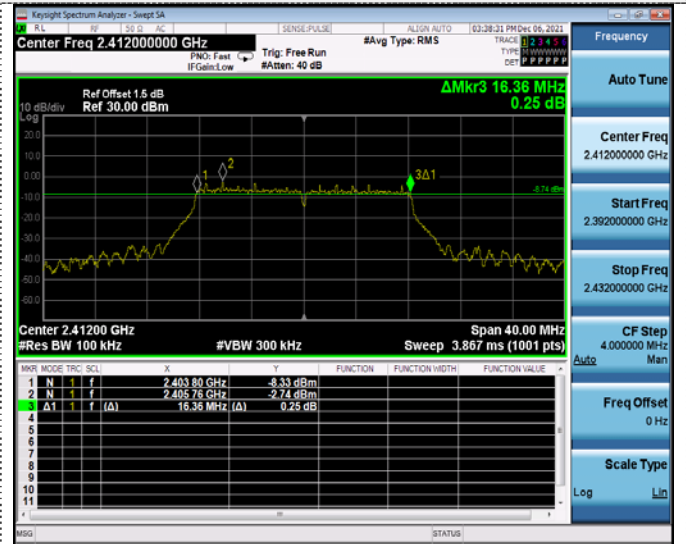 Keysight Spectrum Analyzer - Swept SA
RL RF 50 Ω AC SENSE:PULSE ALIGN AUTO 03:38:31 PM Dec 06, 2021
Center Freq 2.412000000 GHz #Avg Type: RMS TRACE 1 2 3 4 5 6
PNO: Fast Trig: Free Run TYPE M WWWWW
IFGain:Low #Atten: 40 dB DET P P P P P P
ΔMkr3 16.36 MHz
0.25 dB
Ref Offset 1.5 dB
10 dB/div Ref 30.00 dBm
Log
20.0
10.0
0.00
-10.0
-20.0
-30.0
-40.0
-50.0
-60.0
1
2
3Δ1
-8.74 dBm
Center 2.41200 GHz Span 40.00 MHz
#Res BW 100 kHz #VBW 300 kHz Sweep 3.867 ms (1001 pts)
MKR MODE TRC SCL X Y FUNCTION FUNCTION WIDTH FUNCTION VALUE
1 N 1 f 2.403 80 GHz -8.33 dBm
2 N 1 f 2.405 76 GHz -2.74 dBm
3 Δ1 1 f (Δ) 16.36 MHz (Δ) 0.25 dB
4
5
6
7
8
9
10
11
MSG STATUS
Frequency
Auto Tune
Center Freq
2.412000000 GHz
Start Freq
2.392000000 GHz
Stop Freq
2.432000000 GHz
CF Step
4.000000 MHz
Auto Man
Freq Offset
0 Hz
Scale Type
Log Lin